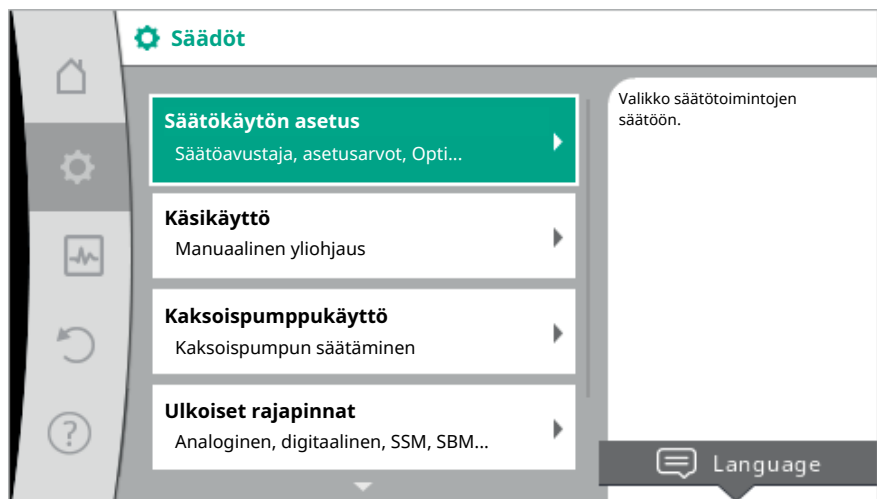 Säädöt
Säätökäytön asetus
Säätöavustaja, asetusarvot, Opti...
Käsikäyttö
Manuaalinen yliohjaus
Kaksoispumppukäyttö
Kaksoispumpun säätäminen
Ulkoiset rajapinnat
Analoginen, digitaalinen, SSM, SBM...
Valikko säätötoimintojen
säätöön.
Language